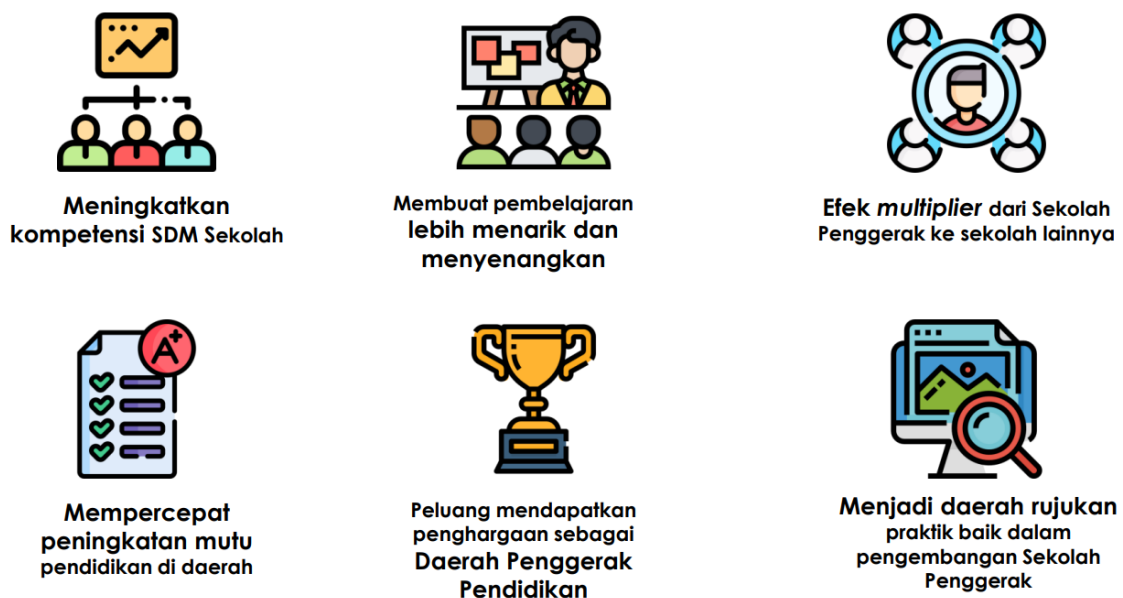 Meningkatkan
kompetensi SDM Sekolah
Membuat pembelajaran
lebih menarik dan
menyenangkan
Efek multiplier dari Sekolah
Penggerak ke sekolah lainnya
A+
Mempercepat
peningkatan mutu
pendidikan di daerah
Peluang mendapatkan
penghargaan sebagai
Daerah Penggerak
Pendidikan
Menjadi daerah rujukan
praktik baik dalam
pengembangan Sekolah
Penggerak